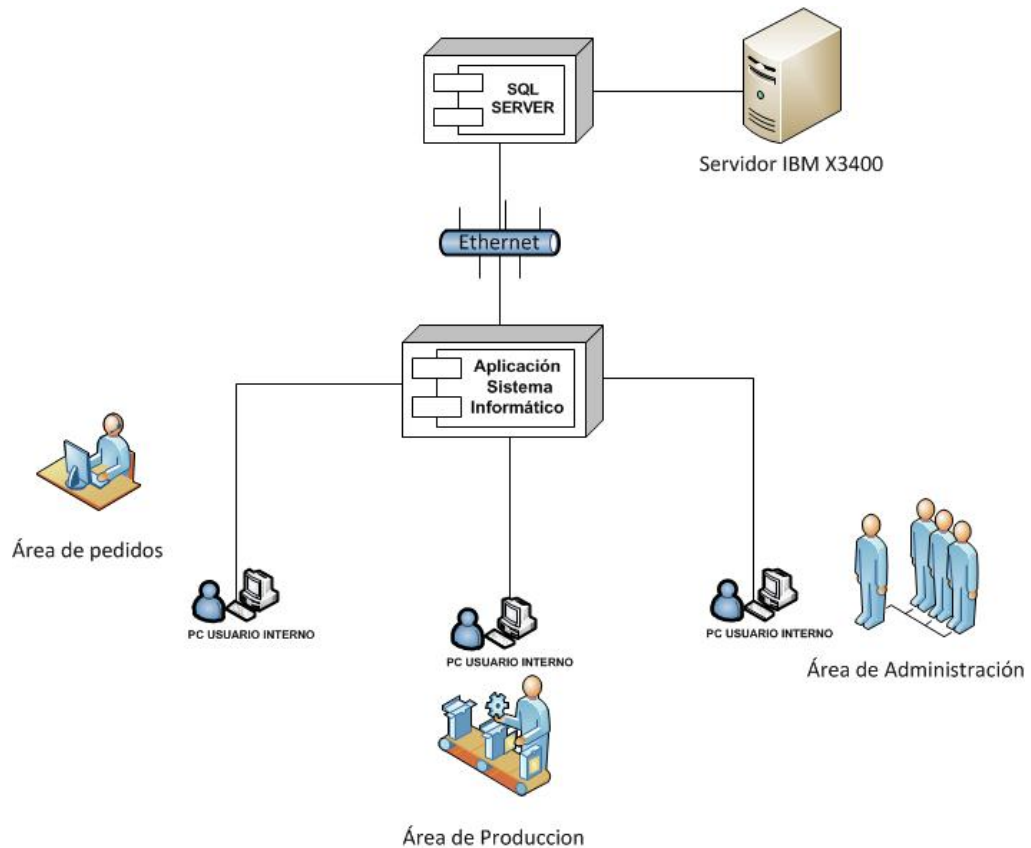 SQL
SERVER
Servidor IBM X3400
Ethernet
Aplicación
Sistema
Informático
Área de pedidos
PC USUARIO INTERNO
PC USUARIO INTERNO
PC USUARIO INTERNO
Área de Administración
Área de Produccion